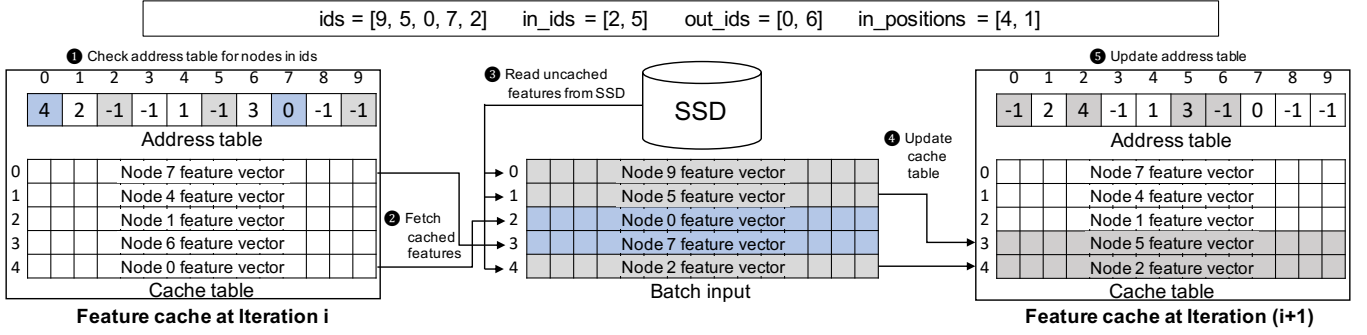 ids = [9, 5, 0, 7, 2] in_ids = [2, 5] out_ids = [0, 6] in_positions = [4, 1]
❶ Check address table for nodes in ids
0 1 2 3 4 5 6 7 8 9
4 2 -1 -1 1 -1 3 0 -1 -1
Address table
0 Node 7 feature vector
1 Node 4 feature vector
2 Node 1 feature vector
3 Node 6 feature vector
4 Node 0 feature vector
Cache table
Feature cache at Iteration i
❷ Fetch
cached
features
❸ Read uncached
features from SSD
SSD
0 Node 9 feature vector
1 Node 5 feature vector
2 Node 0 feature vector
3 Node 7 feature vector
4 Node 2 feature vector
Batch input
❹ Update
cache
table
❺ Update address table
0 1 2 3 4 5 6 7 8 9
-1 2 4 -1 1 3 -1 0 -1 -1
Address table
0 Node 7 feature vector
1 Node 4 feature vector
2 Node 1 feature vector
3 Node 5 feature vector
4 Node 2 feature vector
Cache table
Feature cache at Iteration (i+1)